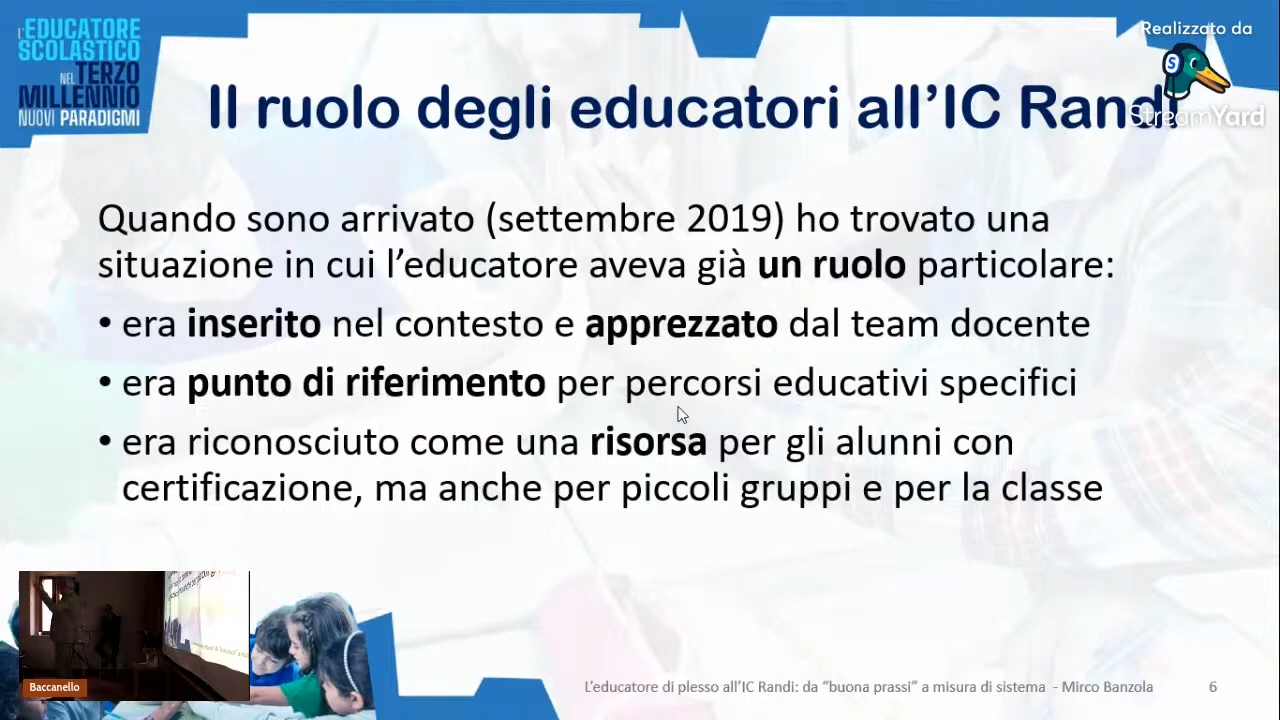 L'EDUCATORE
SCOLASTICO
NEL TERZO
MILLENNIO
NUOVI PARADIGMI
Realizzato da
StreamYard
Il ruolo degli educatori all’IC Randi
Quando sono arrivato (settembre 2019) ho trovato una
situazione in cui l’educatore aveva già un ruolo particolare:
• era inserito nel contesto e apprezzato dal team docente
• era punto di riferimento per percorsi educativi specifici
• era riconosciuto come una risorsa per gli alunni con
certificazione, ma anche per piccoli gruppi e per la classe
Baccanello
L’educatore di plesso all’IC Randi: da “buona prassi” a misura di sistema - Mirco Banzola
6